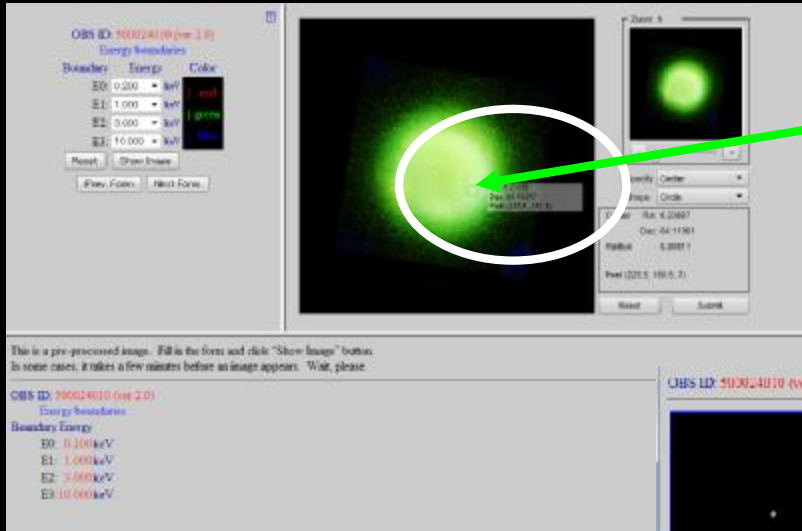 OBS ID: 500024010 (ver 2.0)
Energy boundaries
Boundary Energy Color
E0: 0.200 keV red
E1: 1.000 keV green
E2: 3.000 keV
E3: 10.000 keV
Reset Show Image
Prev. Form Next Form
Zoom:
Center
Circle
Radius
Reset Submit
This is a pre-processed image. Fill in the form and click "Show Image" button.
In some cases, it takes a few minutes before an image appears. Wait, please.
OBS ID: 500024010 (ver 2.0)
Energy boundaries
Boundary Energy
E0: 0.200 keV
E1: 1.000 keV
E2: 3.000 keV
E3: 10.000 keV
OBS ID: 500024010